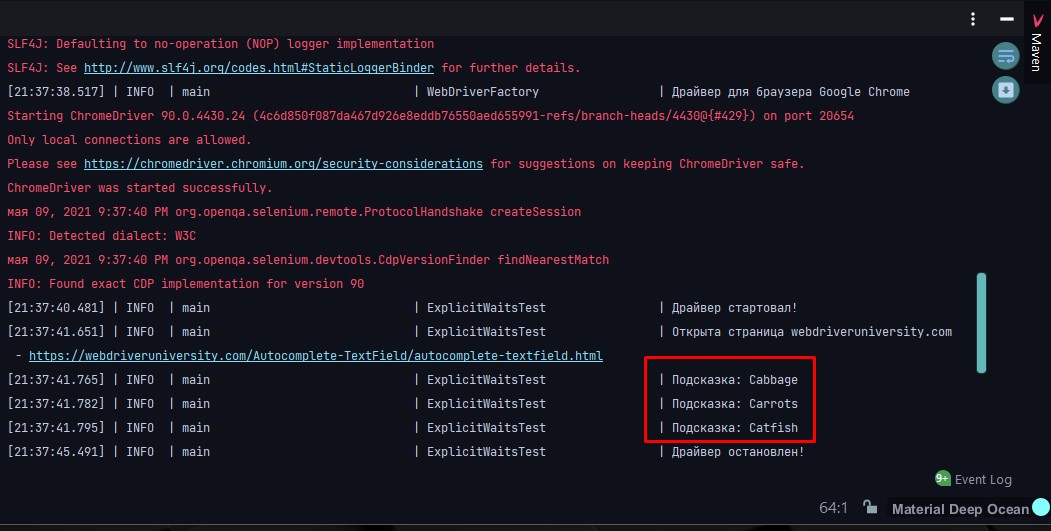 SLF4J: Defaulting to no-operation (NOP) logger implementation
SLF4J: See http://www.slf4j.org/codes.html#StaticLoggerBinder for further details.
[21:37:38.517] | INFO  | main | WebDriverFactory | Драйвер для браузера Google Chrome
Starting ChromeDriver 90.0.4430.24 (4c6d850f087da467d926e8eddb76550aed655991-refs/branch-heads/4430@{#429}) on port 20654
Only local connections are allowed.
Please see https://chromedriver.chromium.org/security-considerations for suggestions on keeping ChromeDriver safe.
ChromeDriver was started successfully.
мая 09, 2021 9:37:40 PM org.openqa.selenium.remote.ProtocolHandshake createSession
INFO: Detected dialect: W3C
мая 09, 2021 9:37:40 PM org.openqa.selenium.devtools.CdpVersionFinder findNearestMatch
INFO: Found exact CDP implementation for version 90
[21:37:40.481] | INFO  | main | ExplicitWaitsTest | Драйвер стартовал!
[21:37:41.651] | INFO  | main | ExplicitWaitsTest | Открыта страница webdriveruniversity.com
- https://webdriveruniversity.com/Autocomplete-TextField/autocomplete-textfield.html
[21:37:41.765] | INFO  | main | ExplicitWaitsTest | Подсказка: Cabbage
[21:37:41.782] | INFO  | main | ExplicitWaitsTest | Подсказка: Carrots
[21:37:41.795] | INFO  | main | ExplicitWaitsTest | Подсказка: Catfish
[21:37:45.491] | INFO  | main | ExplicitWaitsTest | Драйвер остановлен!
Maven
9+ Event Log
64:1 Material Deep Ocean